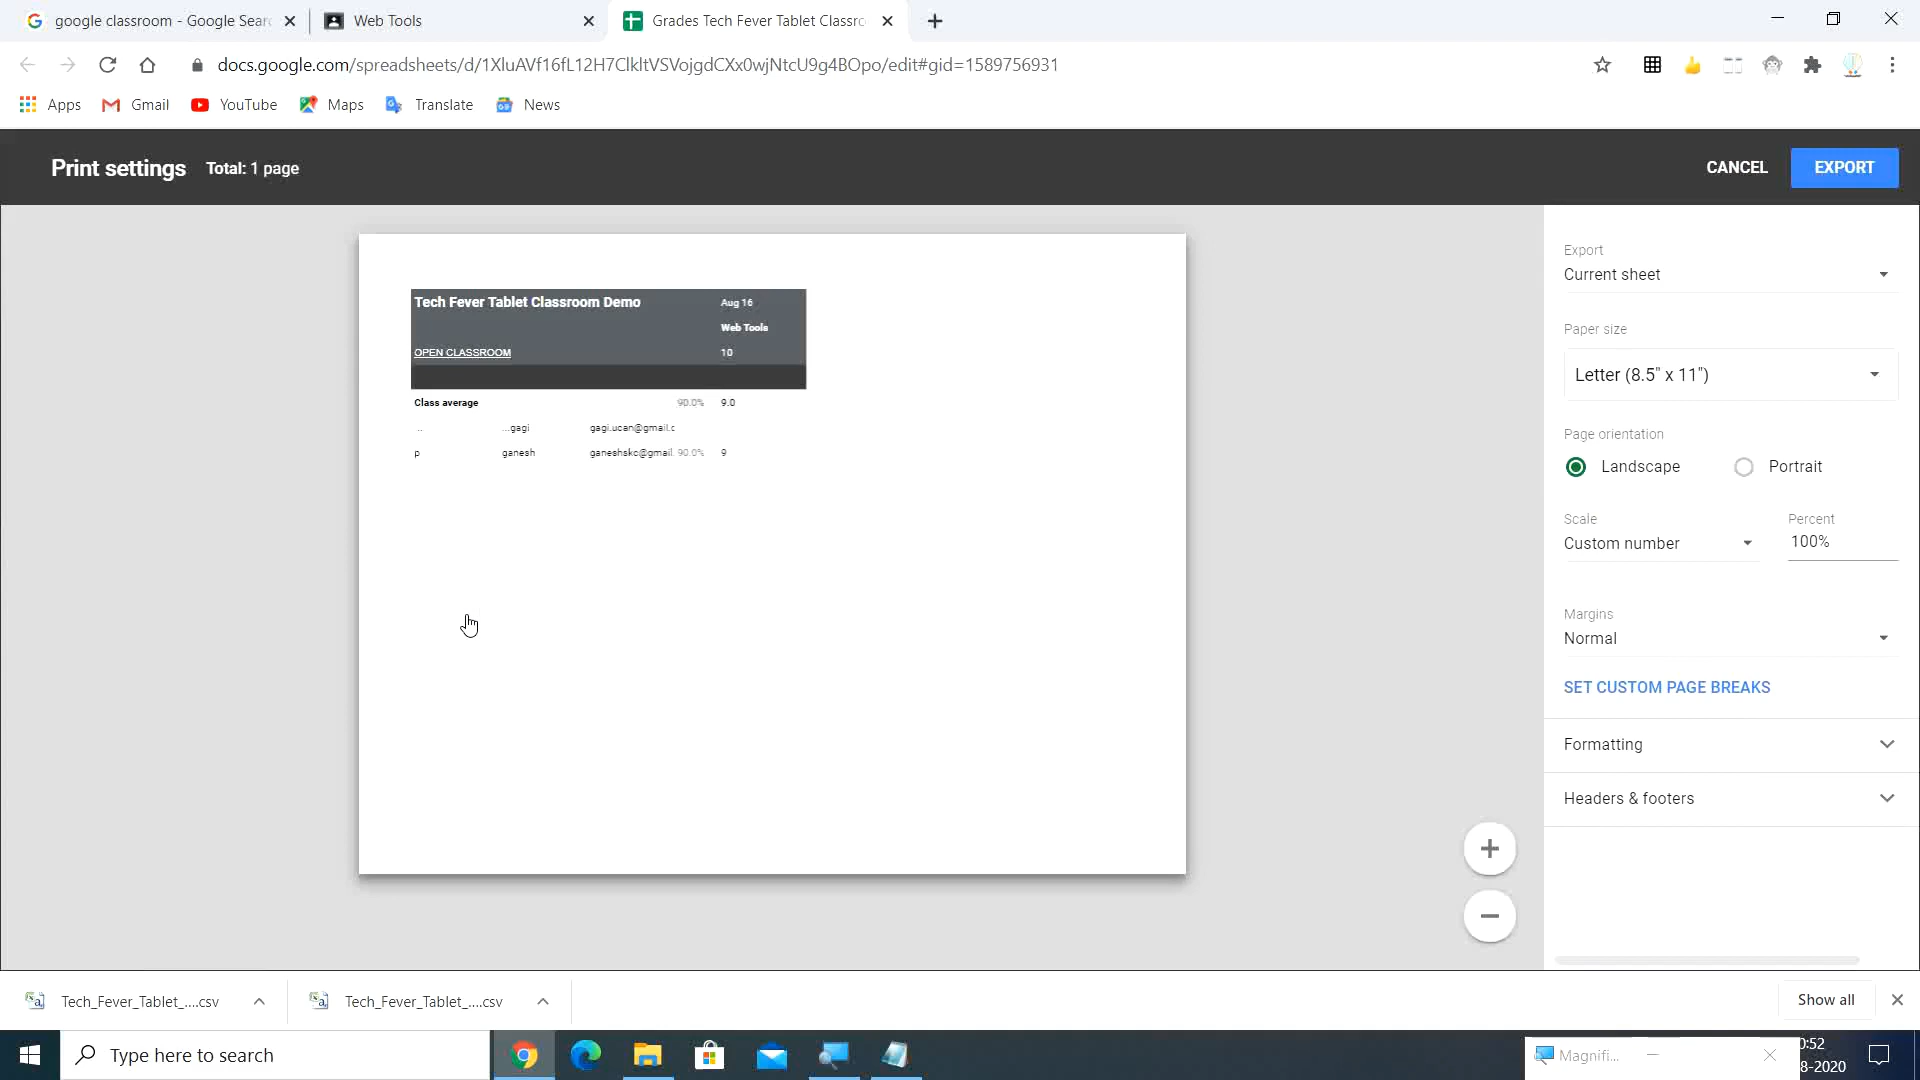 google classroom - Google Sear
Web Tools
Grades Tech Fever Tablet Classro
docs.google.com/spreadsheets/d/1XluAVf16fL12H7ClkltVSVojgdCXx0wjNtcU9g4BOpo/edit#gid=1589756931
Apps
Gmail
YouTube
Maps
Translate
News
Print settings
Total: 1 page
CANCEL
EXPORT
Tech Fever Tablet Classroom Demo
Aug 16
Web Tools
OPEN CLASSROOM
10
Class average 90.0% 9.0
.. ...gagi gagi.ucan@gmail.c
p ganesh ganeshskc@gmail. 90.0% 9
Export
Current sheet
Paper size
Letter (8.5" x 11")
Page orientation
Landscape
Portrait
Scale
Custom number
Percent
100%
Margins
Normal
SET CUSTOM PAGE BREAKS
Formatting
Headers & footers
Tech_Fever_Tablet_....csv
Tech_Fever_Tablet_....csv
Show all
Type here to search
Magnifi...
0:52
8-2020